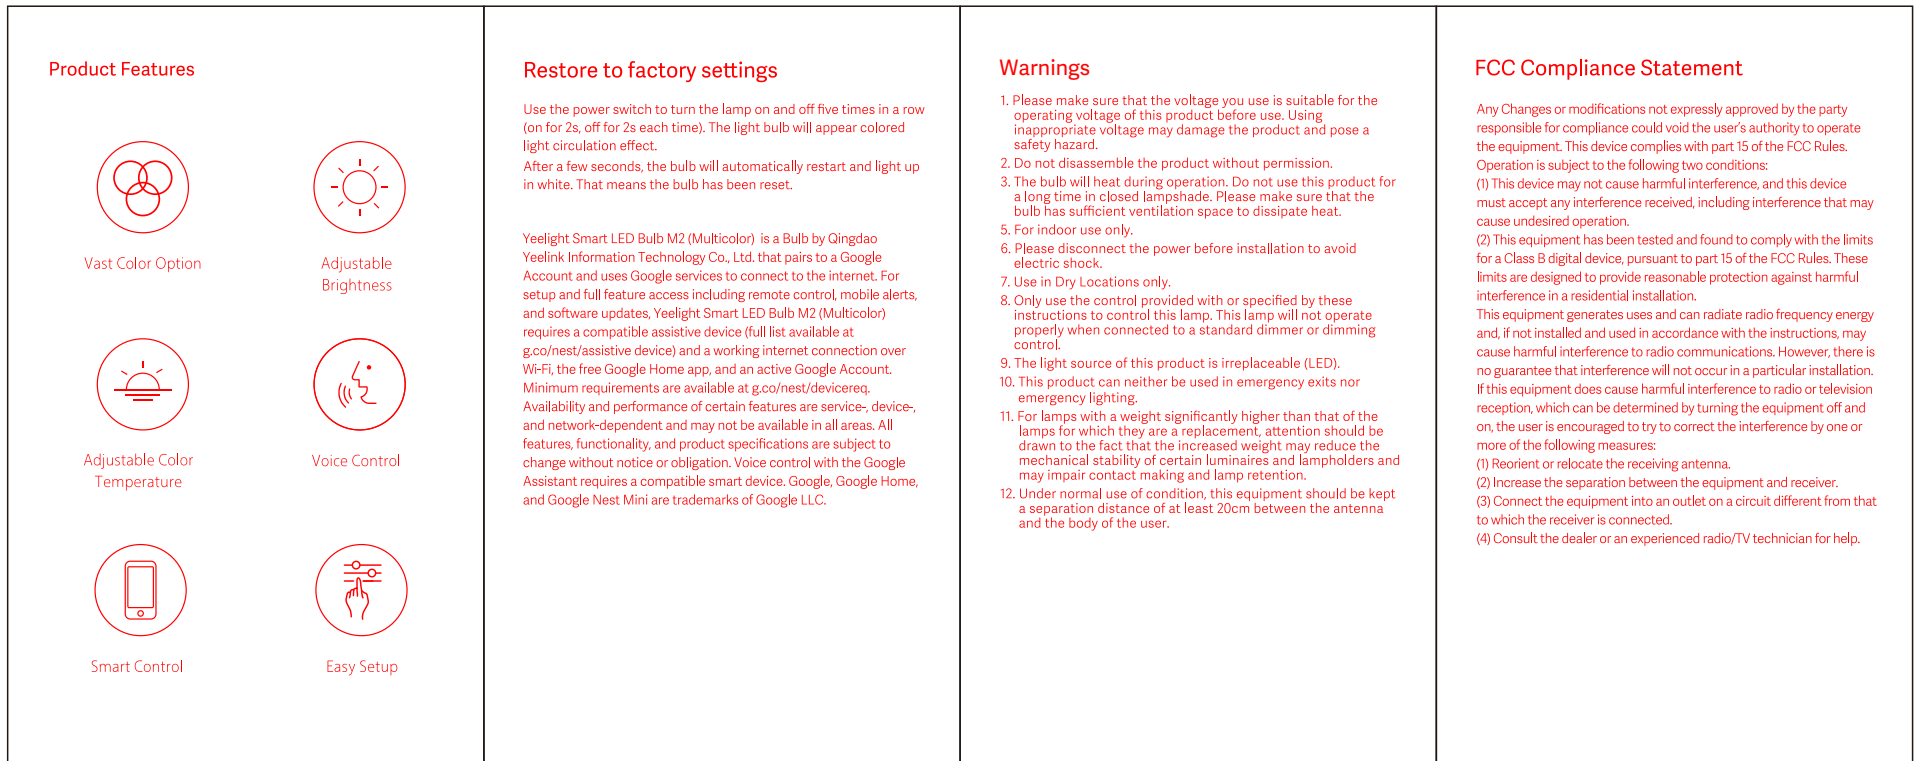 Product Features
Vast Color Option
Adjustable
Brightness
Adjustable Color
Temperature
Voice Control
Smart Control
Easy Setup
Restore to factory settings
Use the power switch to turn the lamp on and off five times in a row
(on for 2s, off for 2s each time). The light bulb will appear colored
light circulation effect.
After a few seconds, the bulb will automatically restart and light up
in white. That means the bulb has been reset.
Yeelight Smart LED Bulb M2 (Multicolor) is a Bulb by Qingdao
Yeelink Information Technology Co., Ltd. that pairs to a Google
Account and uses Google services to connect to the internet. For
setup and full feature access including remote control, mobile alerts,
and software updates, Yeelight Smart LED Bulb M2 (Multicolor)
requires a compatible assistive device (full list available at
g.co/nest/assistive device) and a working internet connection over
Wi-Fi, the free Google Home app, and an active Google Account.
Minimum requirements are available at g.co/nest/devicereq.
Availability and performance of certain features are service-, device-,
and network-dependent and may not be available in all areas. All
features, functionality, and product specifications are subject to
change without notice or obligation. Voice control with the Google
Assistant requires a compatible smart device. Google, Google Home,
and Google Nest Mini are trademarks of Google LLC.
Warnings
1. Please make sure that the voltage you use is suitable for the
operating voltage of this product before use. Using
inappropriate voltage may damage the product and pose a
safety hazard.
2. Do not disassemble the product without permission.
3. The bulb will heat during operation. Do not use this product for
a long time in closed lampshade. Please make sure that the
bulb has sufficient ventilation space to dissipate heat.
5. For indoor use only.
6. Please disconnect the power before installation to avoid
electric shock.
7. Use in Dry Locations only.
8. Only use the control provided with or specified by these
instructions to control this lamp. This lamp will not operate
properly when connected to a standard dimmer or dimming
control.
9. The light source of this product is irreplaceable (LED).
10. This product can neither be used in emergency exits nor
emergency lighting.
11. For lamps with a weight significantly higher than that of the
lamps for which they are a replacement, attention should be
drawn to the fact that the increased weight may reduce the
mechanical stability of certain luminaires and lampholders and
may impair contact making and lamp retention.
12. Under normal use of condition, this equipment should be kept
a separation distance of at least 20cm between the antenna
and the body of the user.
FCC Compliance Statement
Any Changes or modifications not expressly approved by the party
responsible for compliance could void the user's authority to operate
the equipment. This device complies with part 15 of the FCC Rules.
Operation is subject to the following two conditions:
(1) This device may not cause harmful interference, and this device
must accept any interference received, including interference that may
cause undesired operation.
(2) This equipment has been tested and found to comply with the limits
for a Class B digital device, pursuant to part 15 of the FCC Rules. These
limits are designed to provide reasonable protection against harmful
interference in a residential installation.
This equipment generates uses and can radiate radio frequency energy
and, if not installed and used in accordance with the instructions, may
cause harmful interference to radio communications. However, there is
no guarantee that interference will not occur in a particular installation.
If this equipment does cause harmful interference to radio or television
reception, which can be determined by turning the equipment off and
on, the user is encouraged to try to correct the interference by one or
more of the following measures:
(1) Reorient or relocate the receiving antenna.
(2) Increase the separation between the equipment and receiver.
(3) Connect the equipment into an outlet on a circuit different from that
to which the receiver is connected.
(4) Consult the dealer or an experienced radio/TV technician for help.